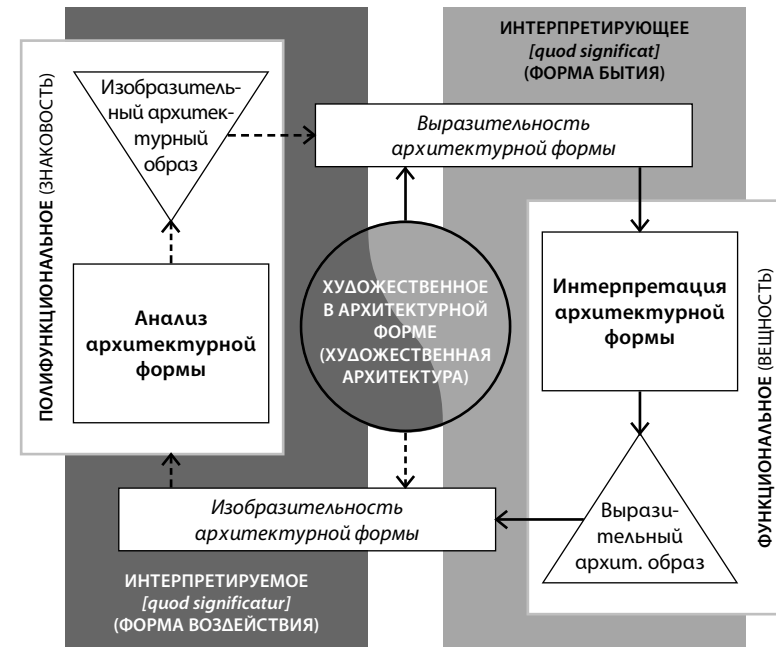 ИНТЕРПРЕТИРУЮЩЕЕ
[quod significat]
(ФОРМА БЫТИЯ)
ПОЛИФУНКЦИОНАЛЬНОЕ (ЗНАКОВОСТЬ)
Изобразитель-
ный архитек-
турный
образ
Выразительность
архитектурной формы
Анализ
архитектурной
формы
ХУДОЖЕСТВЕННОЕ
В АРХИТЕКТУРНОЙ
ФОРМЕ
(ХУДОЖЕСТВЕННАЯ
АРХИТЕКТУРА)
Интерпретация
архитектурной
формы
ФУНКЦИОНАЛЬНОЕ (ВЕЩНОСТЬ)
Изобразительность
архитектурной формы
Вырази-
тельный
архит. образ
ИНТЕРПРЕТИРУЕМОЕ
[quod significatur]
(ФОРМА ВОЗДЕЙСТВИЯ)